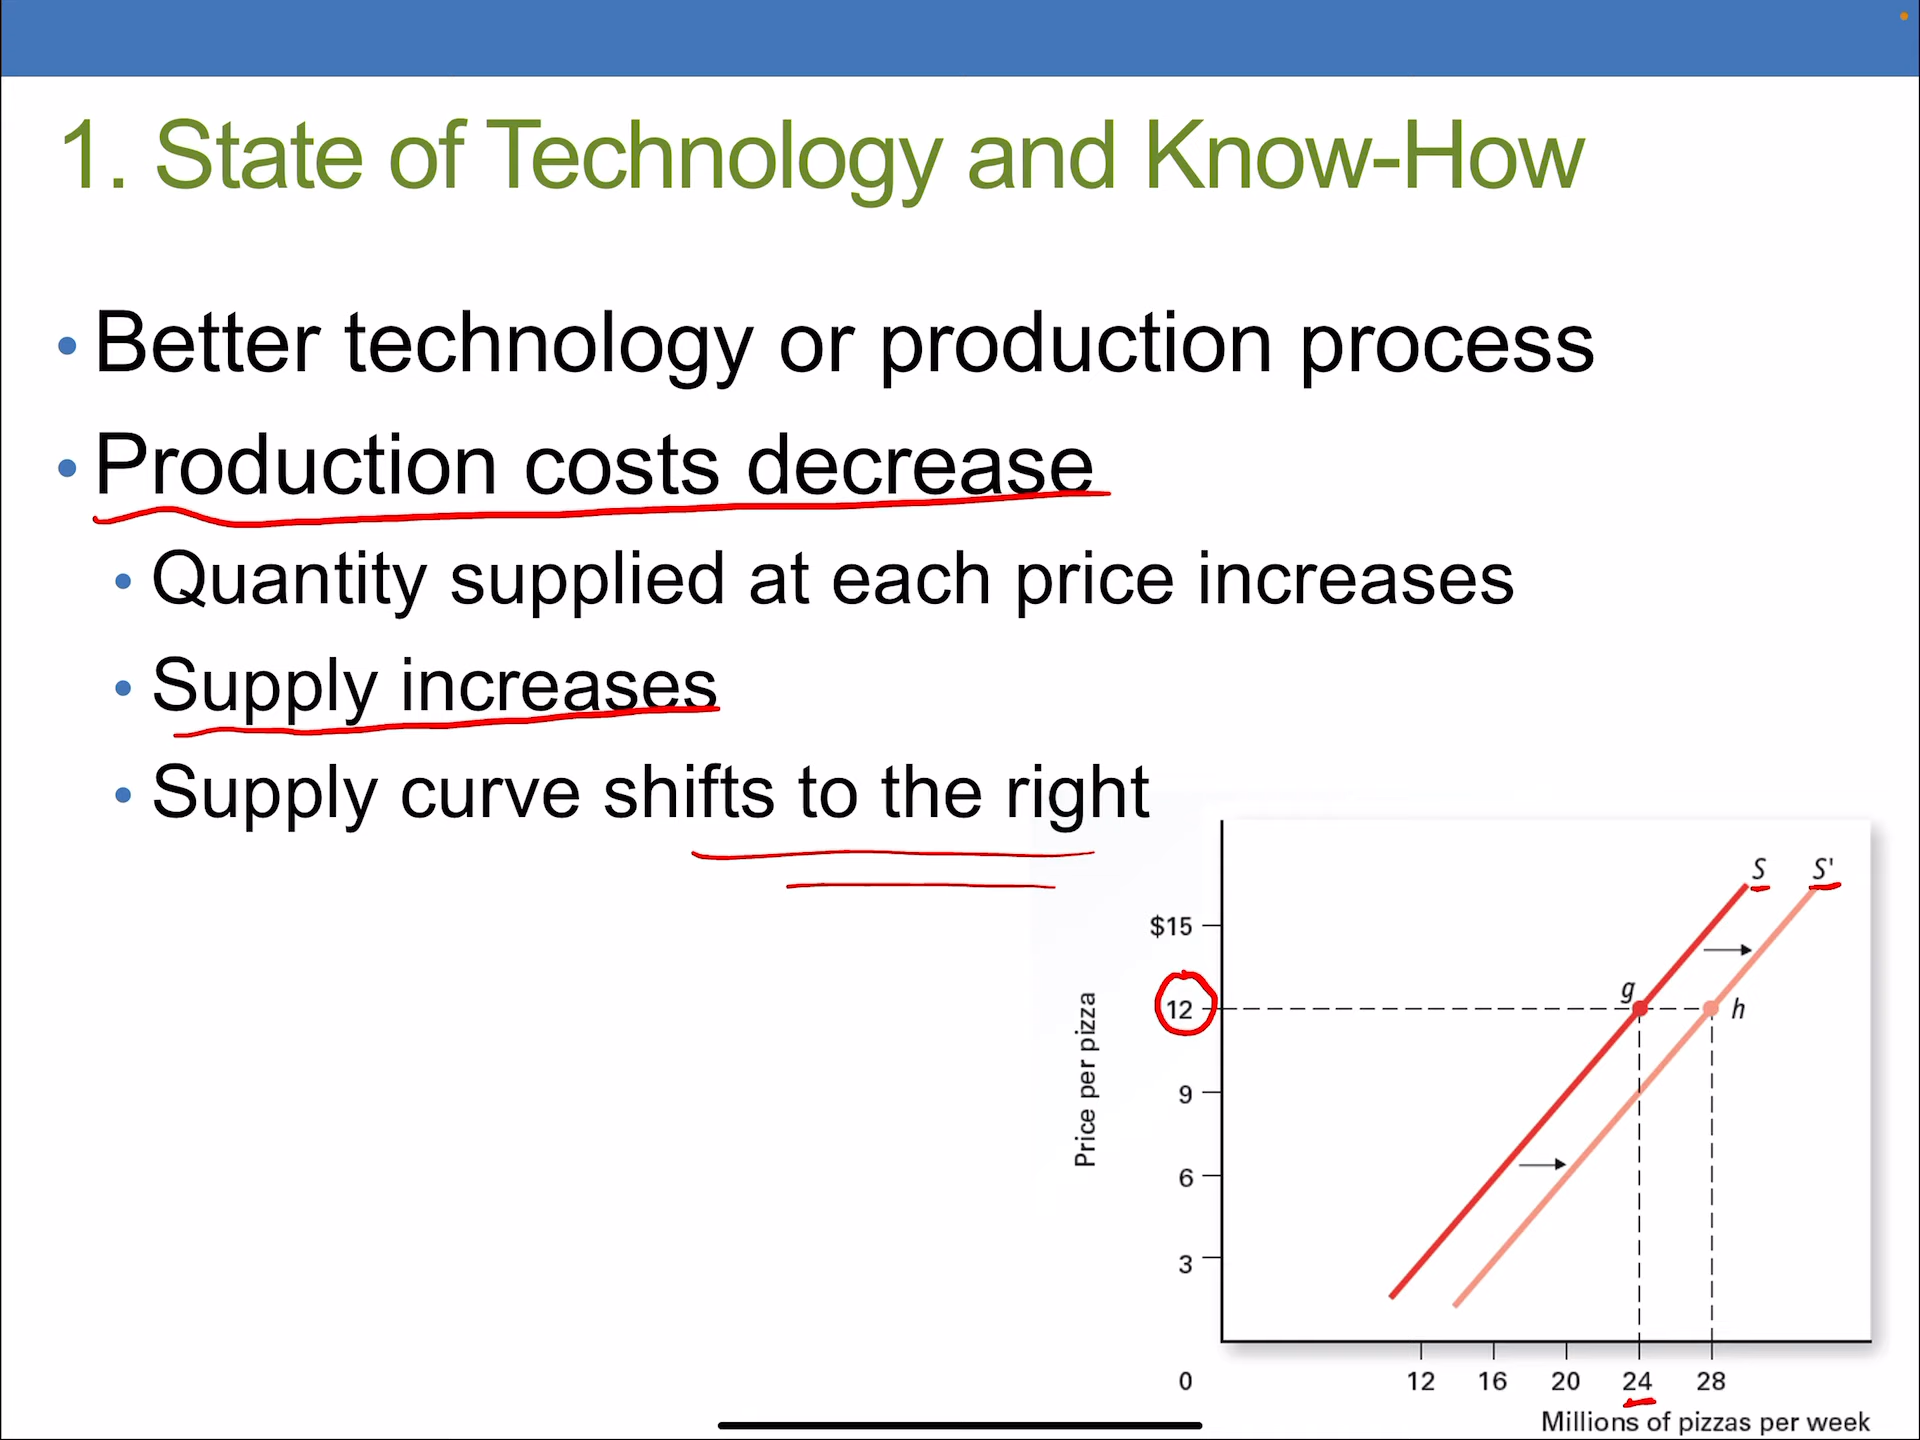 1. State of Technology and Know-How
• Better technology or production process
• Production costs decrease
• Quantity supplied at each price increases
• Supply increases
• Supply curve shifts to the right
S S'
$15
g
12
h
9
6
3
Price per pizza
0 12 16 20 24 28
Millions of pizzas per week